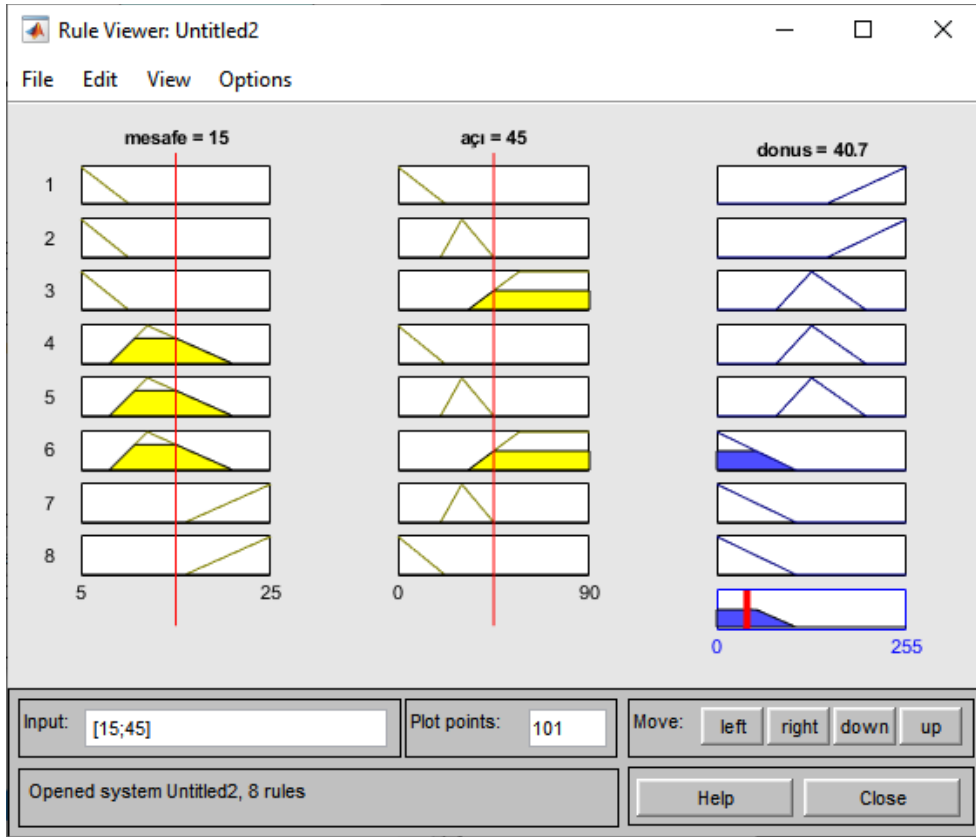 Rule Viewer: Untitled2
File Edit View Options
mesafe = 15
açı = 45
donus = 40.7
1
2
3
4
5
6
7
8
5 25
0 90
0 255
Input: [15;45]
Plot points: 101
Move: left right down up
Opened system Untitled2, 8 rules
Help Close